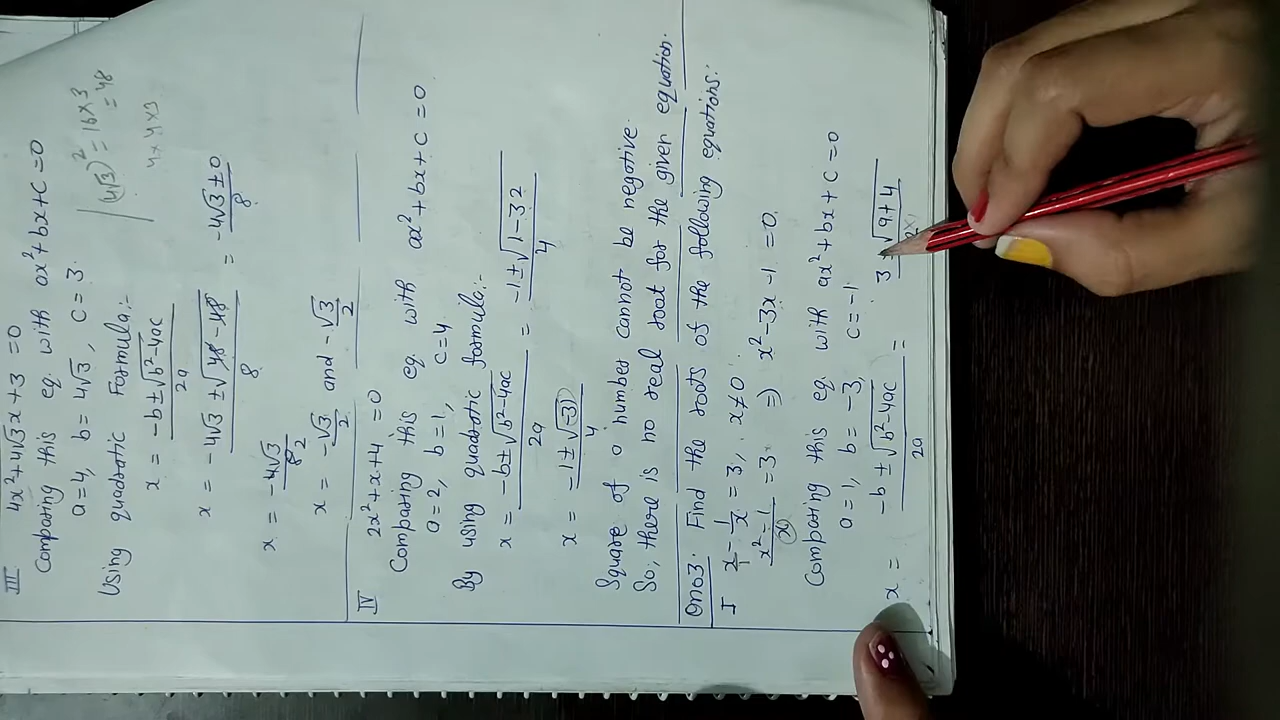 III 4x² + 4√3x + 3 = 0
Comparing this eq. with ax² + bx + c = 0
a = 4, b = 4√3, c = 3.
(4√3)² = 16×3
= 48
4×4×3
Using quadratic Formula:-
x = -b ± √b²-4ac / 2a
x = -4√3 ± √48 - 48 / 8 = -4√3 ± 0 / 8
x = -4√3 / 8 2
x = -√3/2 and -√3/2
IV 2x² + x + 4 = 0
Comparing this eq. with ax² + bx + c = 0
a = 2, b = 1, c = 4
By using quadratic formula:-
x = -b ± √b²-4ac / 2a = -1 ± √1-32 / 4
x = -1 ± √(-31) / 4
Square of a number cannot be negitive.
So, there is no real root for the given equation.
Qno3. Find the roots of the following equations:
I x/1 - 1/x = 3, x ≠ 0
x² - 1 / x = 3 ⇒ x² - 3x - 1 = 0
Comparing this eq. with ax² + bx + c = 0
a = 1, b = -3, c = -1
x = -b ± √b²-4ac / 2a = 3 ± √9+4